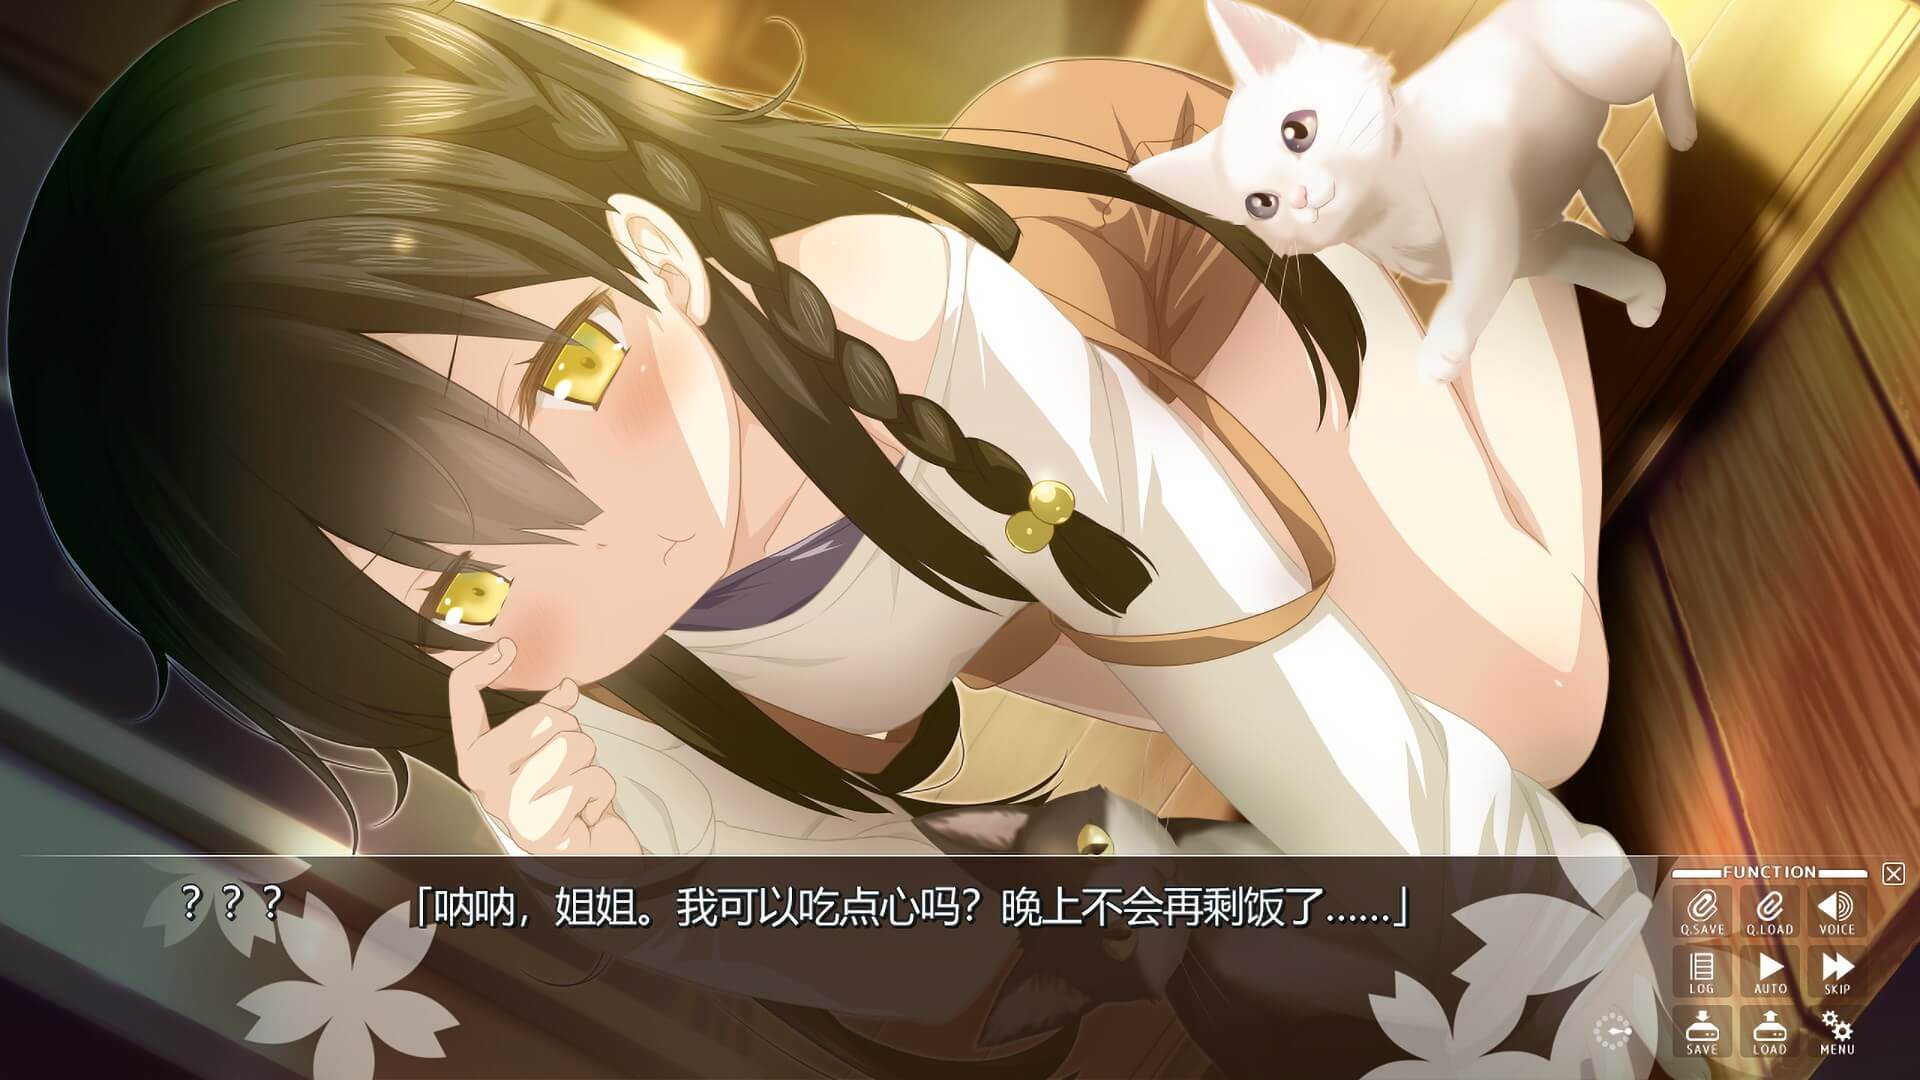 ？？？
「呐呐，姐姐。我可以吃点心吗？晚上不会再剩饭了……」
FUNCTION
Q.SAVE Q.LOAD VOICE
LOG AUTO SKIP
SAVE LOAD MENU